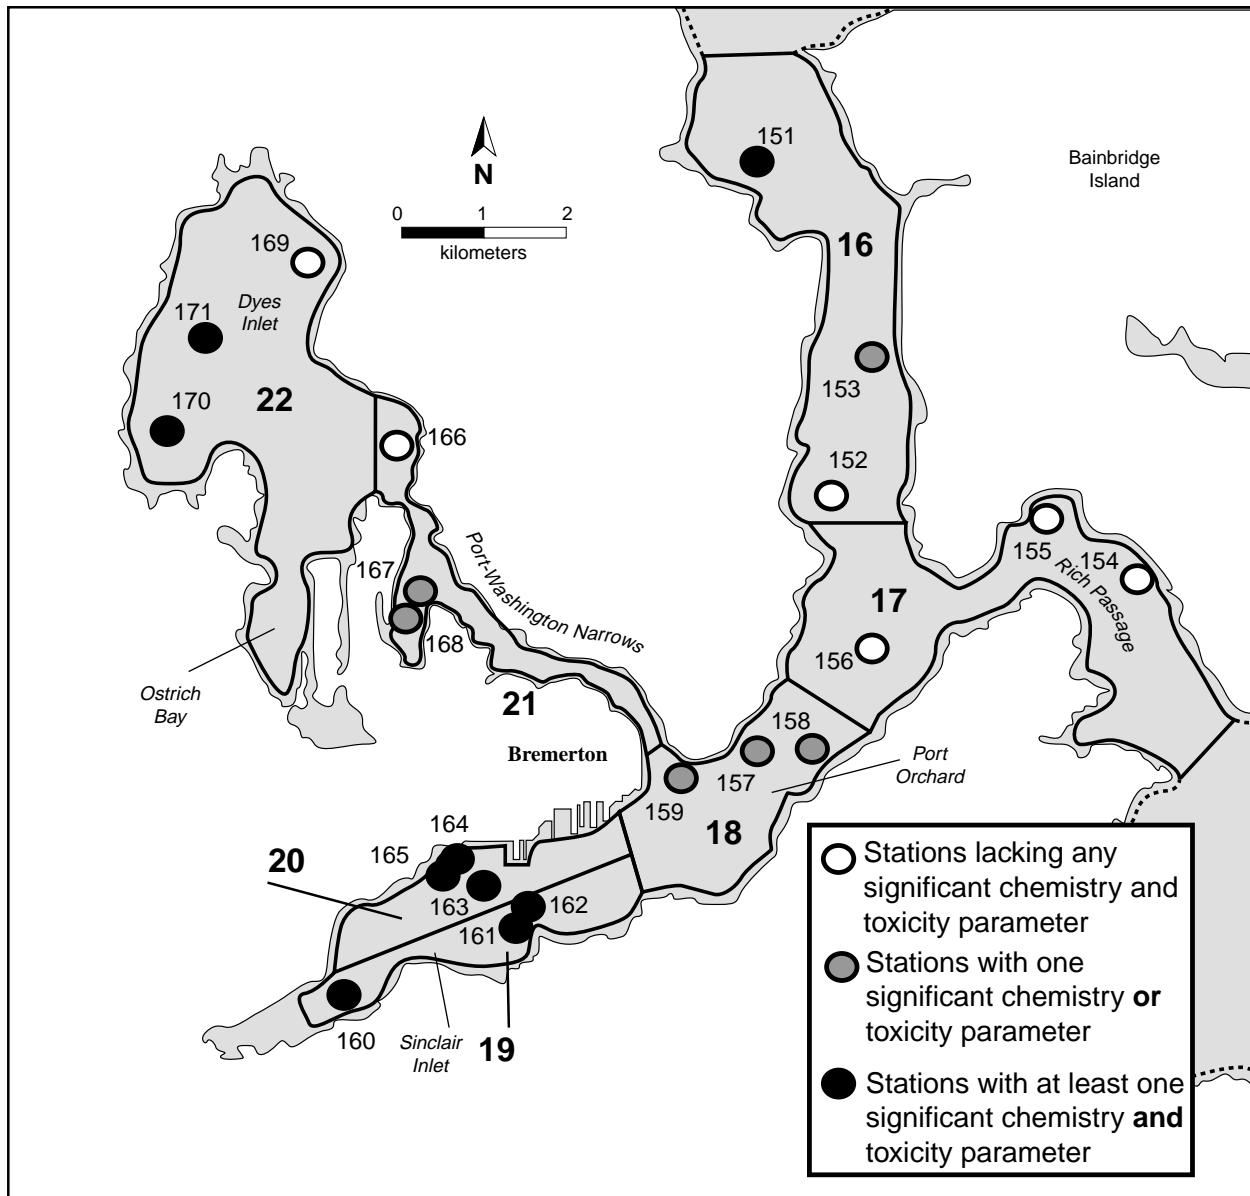 151
Bainbridge
Island
N
0 1 2
kilometers
16
169
Dyes
Inlet
171
153
170
22
166
152
155
154
Rich Passage
Port-Washington Narrows
167
168
17
156
Ostrich
Bay
21
158
Bremerton
157
Port
Orchard
159
18
164
165
20
163
162
161
160
Sinclair
Inlet
19
Stations lacking any
significant chemistry and
toxicity parameter
Stations with one
significant chemistry or
toxicity parameter
Stations with at least one
significant chemistry and
toxicity parameter